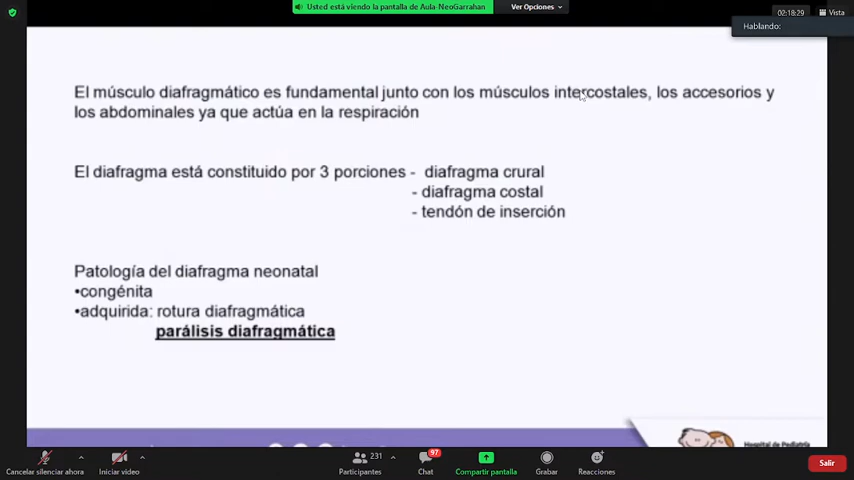 Usted está viendo la pantalla de Aula-NeoGarrahan
Ver Opciones
02:18:29
Vista
Hablando:
El músculo diafragmático es fundamental junto con los músculos intercostales, los accesorios y
los abdominales ya que actúa en la respiración
El diafragma está constituido por 3 porciones - diafragma crural
- diafragma costal
- tendón de inserción
Patología del diafragma neonatal
•congénita
•adquirida: rotura diafragmática
parálisis diafragmática
Hospital de Pediatría
Cancelar silenciar ahora
Iniciar video
231
Participantes
97
Chat
Compartir pantalla
Grabar
Reacciones
Salir